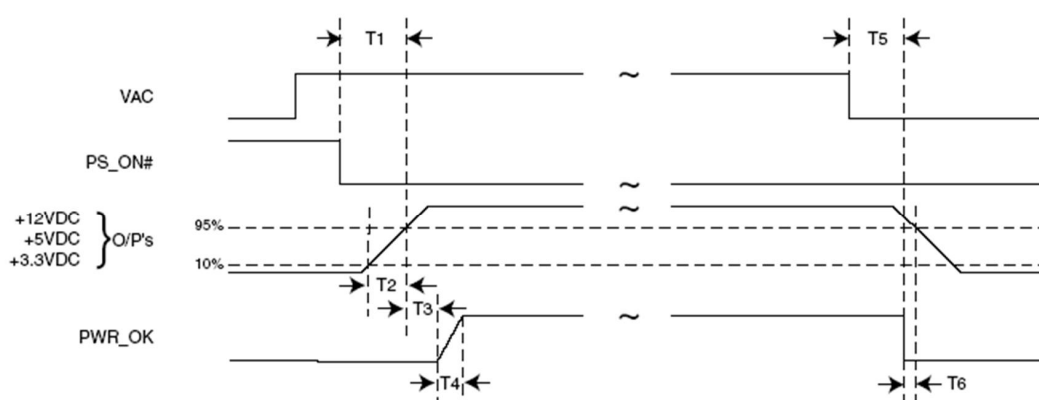 T1
T5
~
VAC
PS_ON#
~
~
+12VDC
+5VDC
+3.3VDC
} O/P's
95%
10%
T2
T3
PWR_OK
~
T4
T6